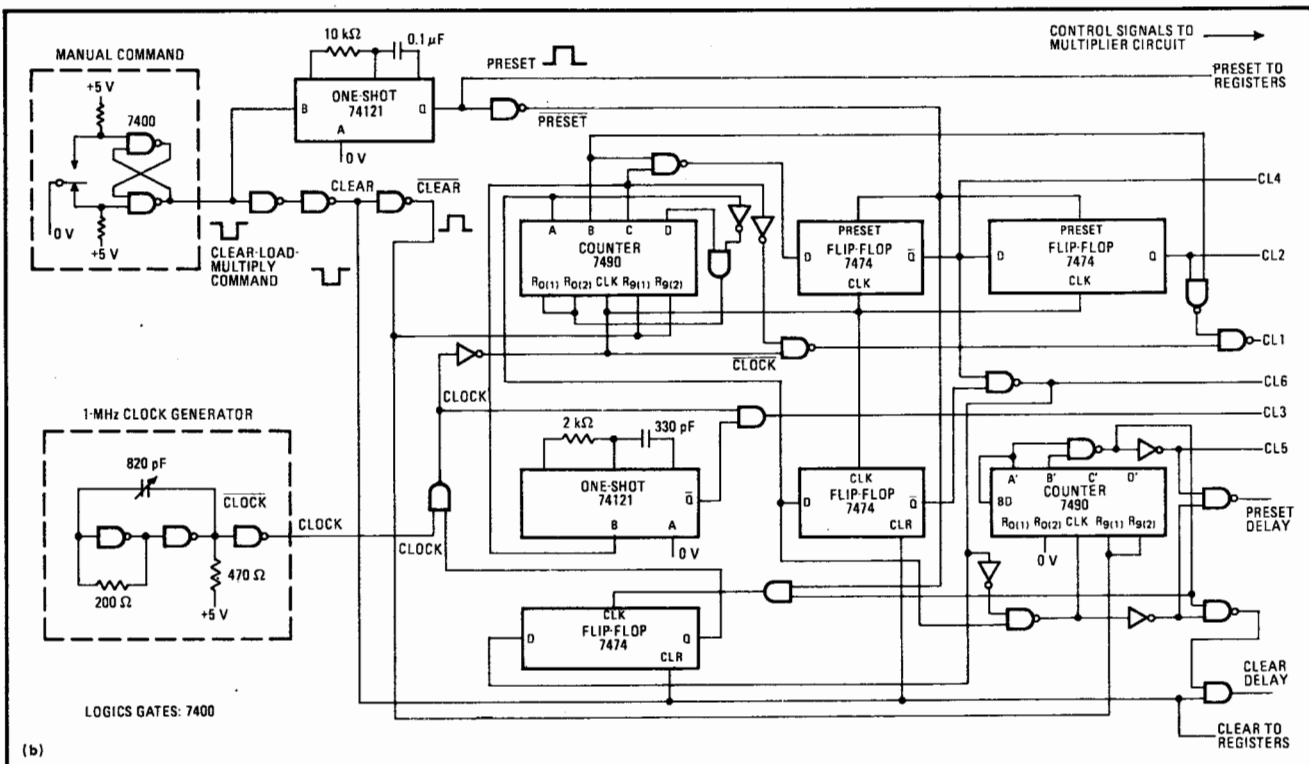 MANUAL COMMAND
+5 V
7400
0 V
+5 V
CLEAR-LOAD-
MULTIPLY
COMMAND
10 kΩ
0.1 µF
ONE-SHOT
74121
B
A
Q
0 V
PRESET
PRESET
CLEAR
CLEAR
CONTROL SIGNALS TO
MULTIPLIER CIRCUIT
PRESET TO
REGISTERS
A B C D
COUNTER
7490
R0(1) R0(2) CLK R9(1) R9(2)
PRESET
D FLIP-FLOP Q
7474
CLK
PRESET
D FLIP-FLOP Q
7474
CLK
CL4
CL2
CL1
CL6
CL3
CL5
CLOCK
CLOCK
1-MHz CLOCK GENERATOR
820 pF
CLOCK
200 Ω
470 Ω
+5 V
CLOCK
CLOCK
2 kΩ
330 pF
ONE-SHOT
74121
Q
B
A
0 V
CLK
D FLIP-FLOP Q
7474
CLR
A' B' C' D'
BD COUNTER
7490
R0(1) R0(2) CLK R9(1) R9(2)
0 V
PRESET
DELAY
CLK
D FLIP-FLOP Q
7474
CLR
CLEAR
DELAY
CLEAR TO
REGISTERS
LOGICS GATES: 7400
(b)